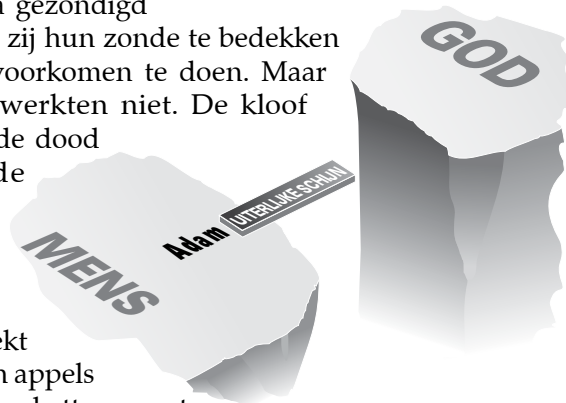 gezondigd
zij hun zonde te bedekken
voorkomen te doen. Maar
werkten niet. De kloof
de dood
de
GOD
UITERLIJKE SCHIJN
Adam
MENS
appels